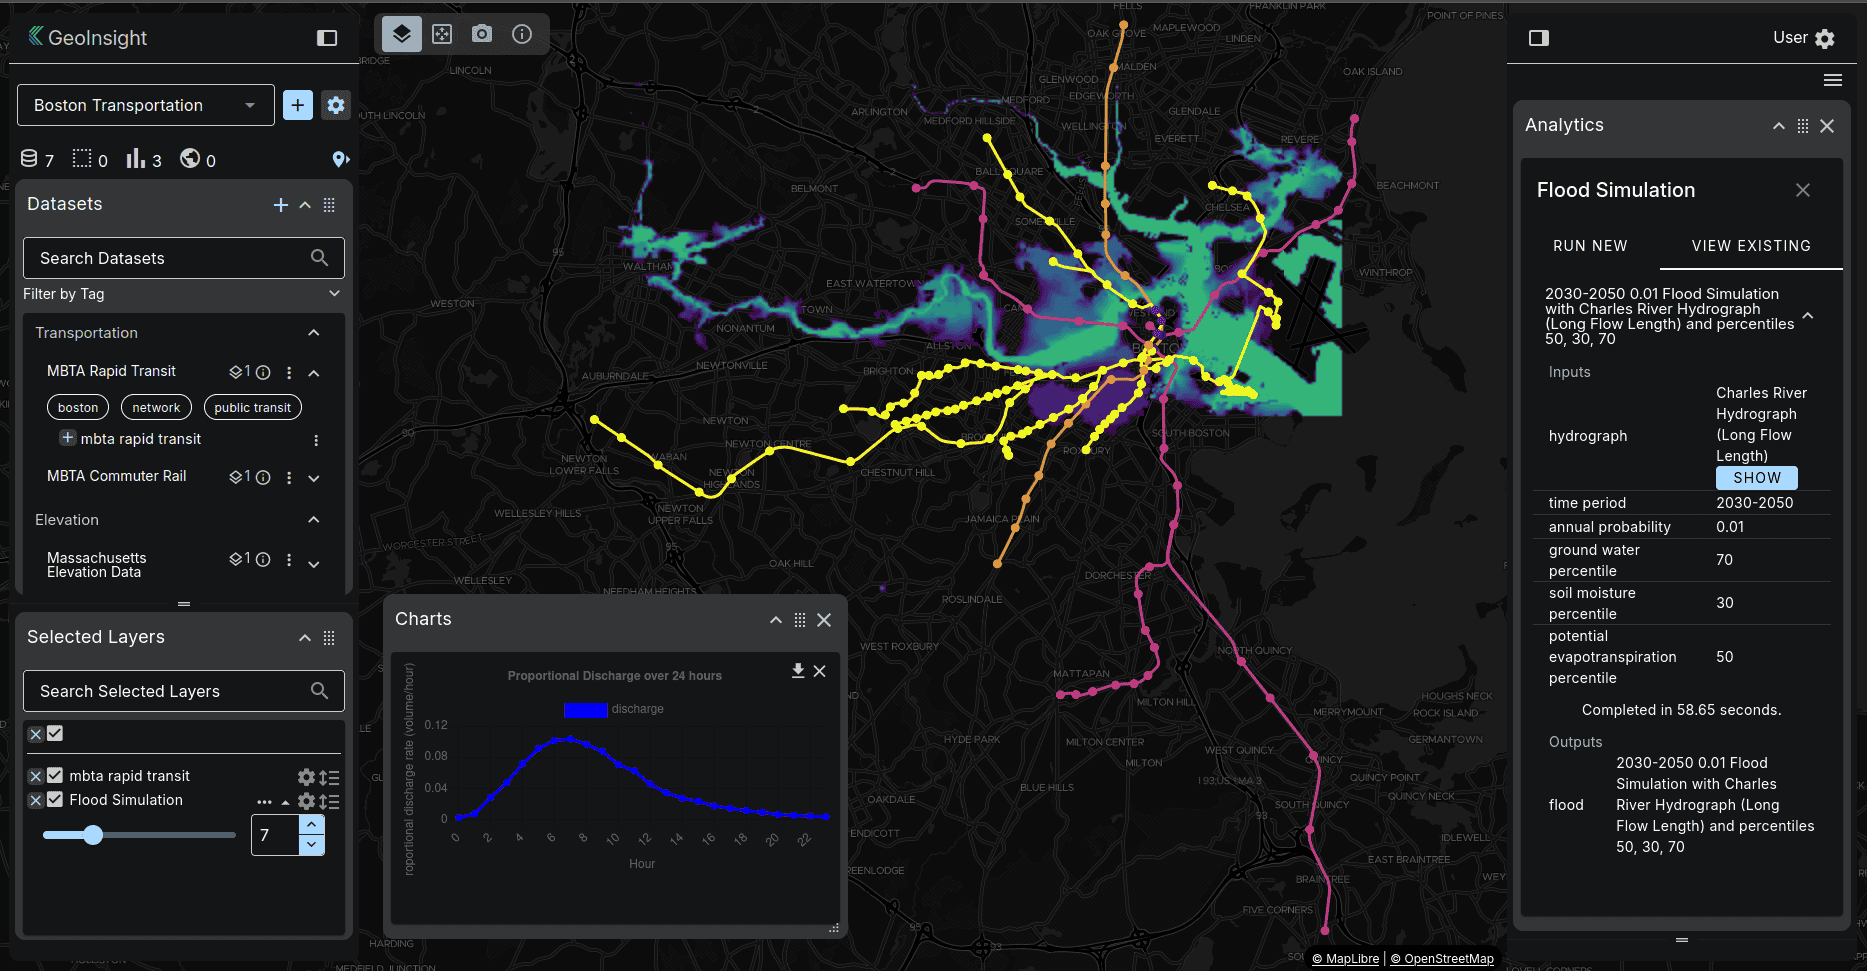 GeoInsight
Boston Transportation
7 0 3 0
Datasets
Search Datasets
Filter by Tag
Transportation
MBTA Rapid Transit 1
boston network public transit
mbta rapid transit
MBTA Commuter Rail 1
Elevation
Massachusetts
Elevation Data 1
Selected Layers
Search Selected Layers
mbta rapid transit
Flood Simulation
7
FELLS
FRANKLIN PARK
POINT OF PINES
OAK GROVE
MAPLEWOOD
LINDEN
LINCOLN
MALDEN
OAK ISLAND
GLENWOOD
EDGEWORTH
MEDFORD
ARLINGTON
GLENDALE
MEDFORD HILLSIDE
WELLINGTON
EVERETT
REVERE
BELMONT
BEACHMONT
CHELSEA
WALTHAM
WINTHROP
EAST WATERTOWN
WESTON
NONANTUM
ALLSTON
NEWTONVILLE
BRIGHTON
AUBURNDALE
NEWTON
SOUTH BOSTON
NEWTON CENTRE
NEWTON
LOWER FALLS
CHESTNUT HILL
ROXBURY
NEWTON
HIGHLANDS
WELLESLEY HILLS
NEWTON
UPPER FALLS
JAMAICA PLAIN
WORCESTER STREET
OAK HILL
WELLESLEY
DORCHESTER
NEEDHAM HEIGHTS
ROSLINDALE
WEST ROXBURY
NORTH QUINCY
MATTAPAN
MILTON HILL
HOUGHS NECK
MERRYMOUNT
ROCK ISLAND
HYDE PARK
MILTON CENTER
WEST QUINCY
GERMANTOWN
MILTON
QUINCY POINT
BLUE HILLS
QUINCY NECK
OAKDALE
SOUTH QUINCY
IDLEWELL
ENDICOTT
EAST BRAINTREE
BRAINTREE
FIVE CORNERS
HARDING
Charts
Proportional Discharge over 24 hours
discharge
0.12
0.08
0.04
0
0 2 4 6 8 10 12 14 16 18 20 22
Hour
© MapLibre | © OpenStreetMap
User
Analytics
Flood Simulation
RUN NEW VIEW EXISTING
2030-2050 0.01 Flood Simulation
with Charles River Hydrograph
(Long Flow Length) and percentiles
50, 30, 70
Inputs
hydrograph
Charles River
Hydrograph
(Long Flow
Length)
SHOW
time period 2030-2050
annual probability 0.01
ground water
percentile 70
soil moisture
percentile 30
potential
evapotranspiration 50
percentile
Completed in 58.65 seconds.
Outputs
flood
2030-2050 0.01 Flood
Simulation with Charles
River Hydrograph (Long
Flow Length) and percentiles
50, 30, 70